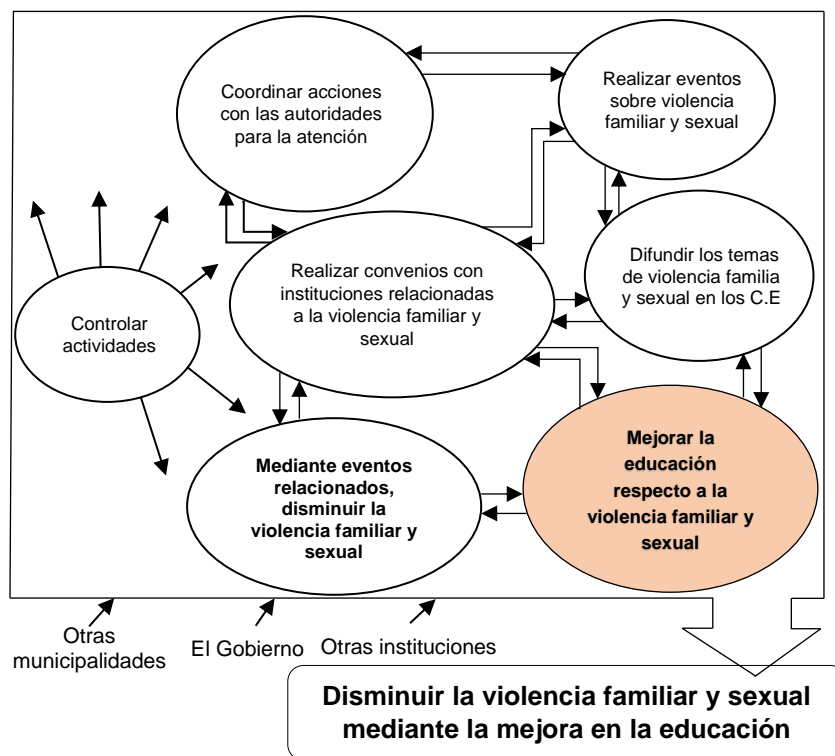 Coordinar acciones
con las autoridades
para la atención
Realizar eventos
sobre violencia
familiar y sexual
Realizar convenios con
instituciones relacionadas
a la violencia familiar y
sexual
Difundir los temas
de violencia familia
y sexual en los C.E
Controlar
actividades
Mediante eventos
relacionados,
disminuir la
violencia familiar y
sexual
Mejorar la
educación
respecto a la
violencia familiar y
sexual
Otras
municipalidades
El Gobierno
Otras instituciones
Disminuir la violencia familiar y sexual
mediante la mejora en la educación